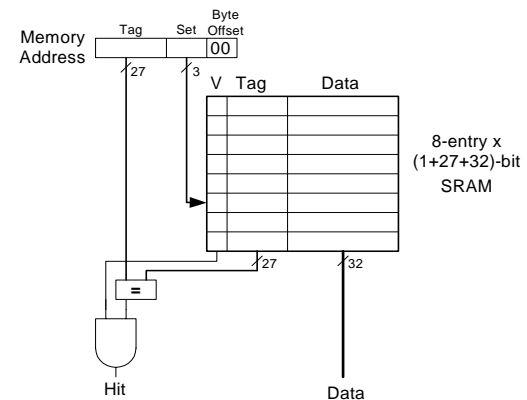 Memory
Address
Tag
Set
Byte
Offset
00
27
3
V Tag Data
8-entry x
(1+27+32)-bit
SRAM
27
32
=
Hit
Data